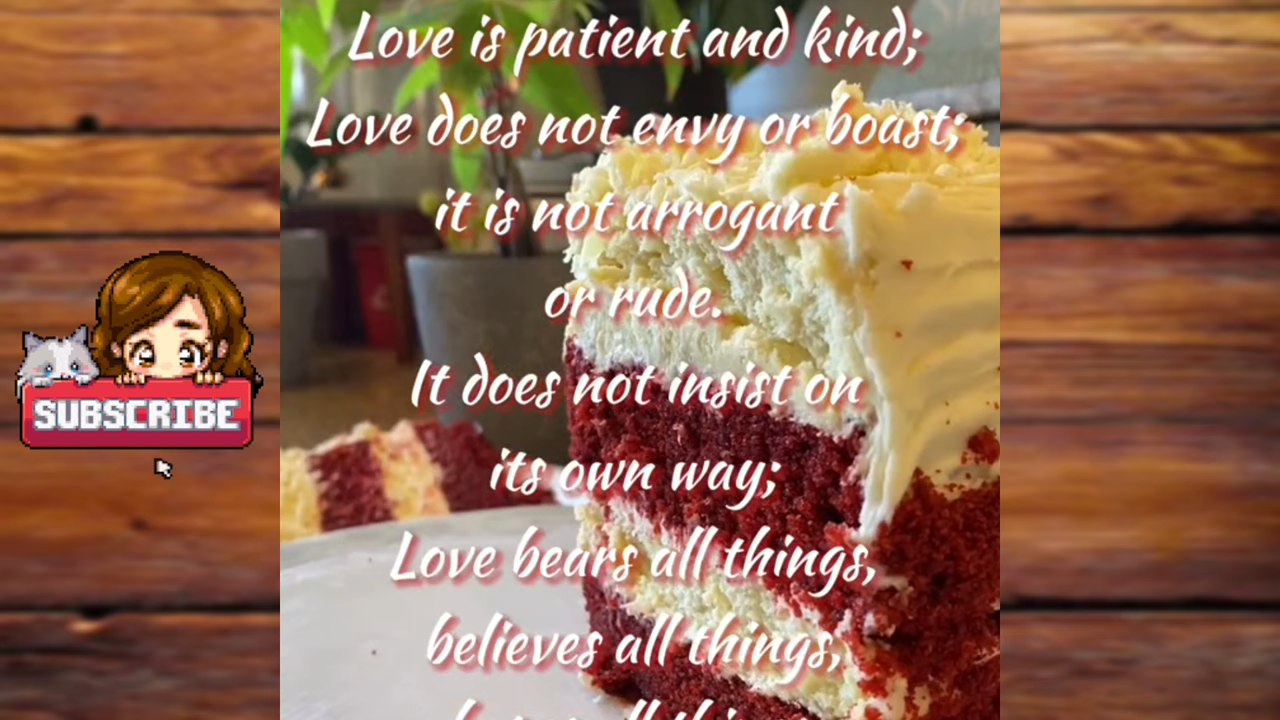 Love is patient and kind;
Love does not envy or boast;
it is not arrogant
or rude.
It does not insist on
its own way;
SUBSCRIBE
Love bears all things,
believes all things,